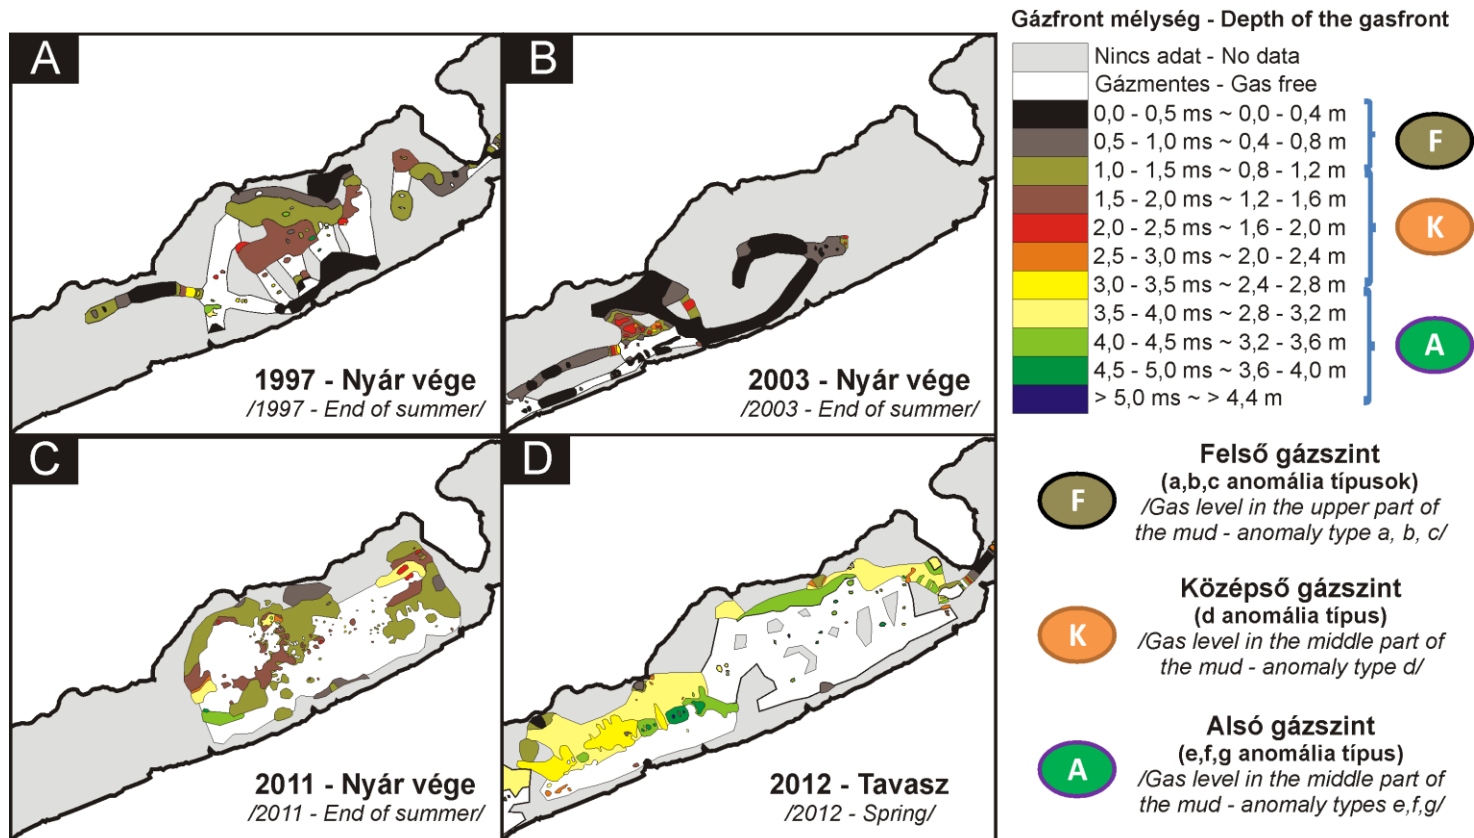 A
B
1997 - Nyár vége
/1997 - End of summer/
2003 - Nyár vége
/2003 - End of summer/
C
D
2011 - Nyár vége
/2011 - End of summer/
2012 - Tavasz
/2012 - Spring/
Gázfront mélység - Depth of the gasfront
Nincs adat - No data
Gázmentes - Gas free
0,0 - 0,5 ms ~ 0,0 - 0,4 m
0,5 - 1,0 ms ~ 0,4 - 0,8 m
1,0 - 1,5 ms ~ 0,8 - 1,2 m
1,5 - 2,0 ms ~ 1,2 - 1,6 m
2,0 - 2,5 ms ~ 1,6 - 2,0 m
2,5 - 3,0 ms ~ 2,0 - 2,4 m
3,0 - 3,5 ms ~ 2,4 - 2,8 m
3,5 - 4,0 ms ~ 2,8 - 3,2 m
4,0 - 4,5 ms ~ 3,2 - 3,6 m
4,5 - 5,0 ms ~ 3,6 - 4,0 m
> 5,0 ms ~ > 4,4 m
F
K
A
F
Felső gázszint
(a,b,c anomália típusok)
/Gas level in the upper part of
the mud - anomaly type a, b, c/
K
Középső gázszint
(d anomália típus)
/Gas level in the middle part of
the mud - anomaly type d/
A
Alsó gázszint
(e,f,g anomália típus)
/Gas level in the middle part of
the mud - anomaly types e,f,g/